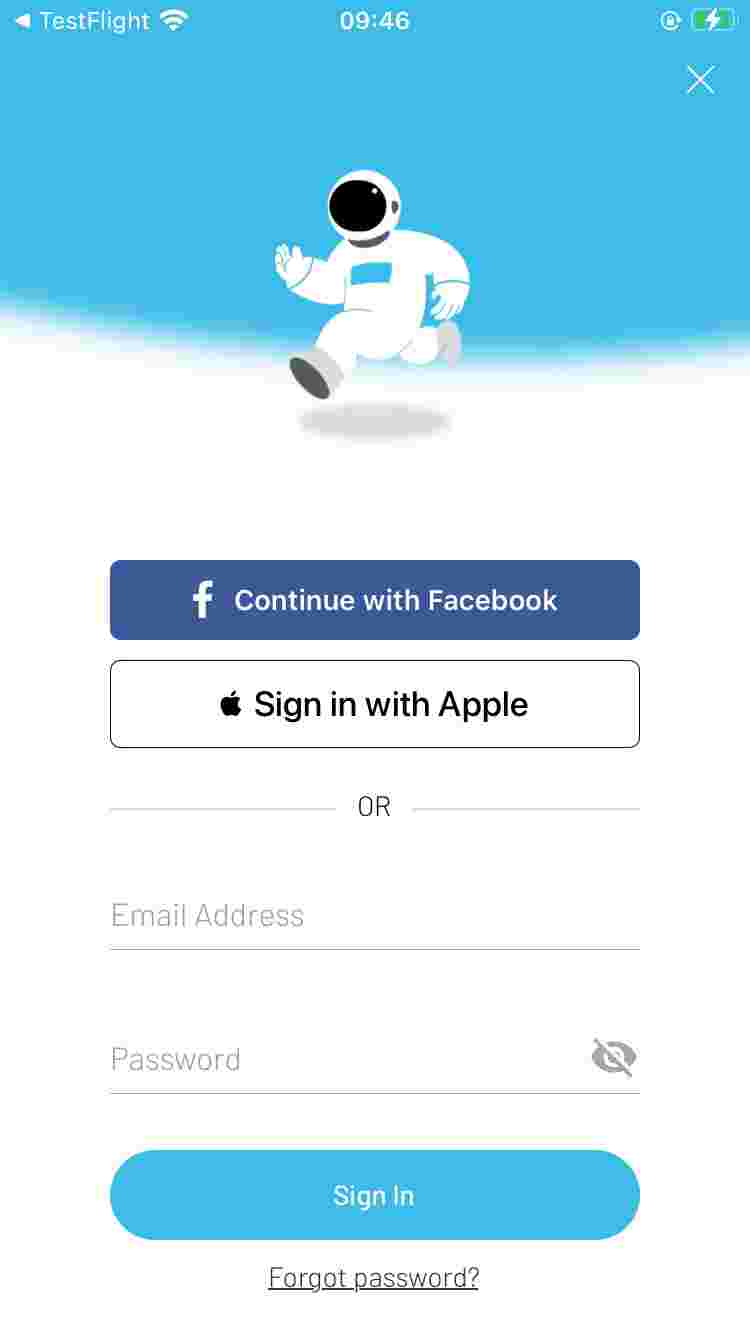 TestFlight 09:46
Continue with Facebook
Sign in with Apple
OR
Email Address
Password
Sign In
Forgot password?